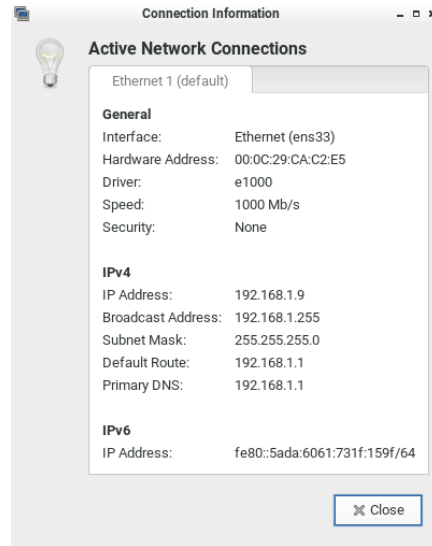 Connection Information
Active Network Connections
Ethernet 1 (default)
General
Interface: Ethernet (ens33)
Hardware Address: 00:0C:29:CA:C2:E5
Driver: e1000
Speed: 1000 Mb/s
Security: None
IPv4
IP Address: 192.168.1.9
Broadcast Address: 192.168.1.255
Subnet Mask: 255.255.255.0
Default Route: 192.168.1.1
Primary DNS: 192.168.1.1
IPv6
IP Address: fe80::5ada:6061:731f:159f/64
Close